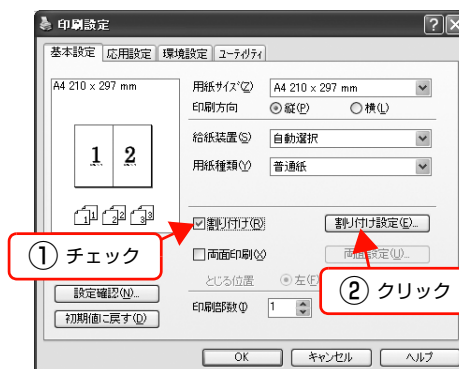 印刷設定
基本設定 応用設定 環境設定 ユーティリティ
A4 210 x 297 mm
1 2
1 1 2 2 3 3
用紙サイズ(Z) A4 210 x 297 mm
印刷方向 縦(P) 横(L)
給紙装置(S) 自動選択
用紙種類(Y) 普通紙
割り付け(R) 割り付け設定(E)...
① チェック
両面印刷(X) 両面設定(U)...
② クリック
とじる位置 左(F)
設定確認(N)...
印刷部数(I) 1
初期値に戻す(D)
OK キャンセル ヘルプ